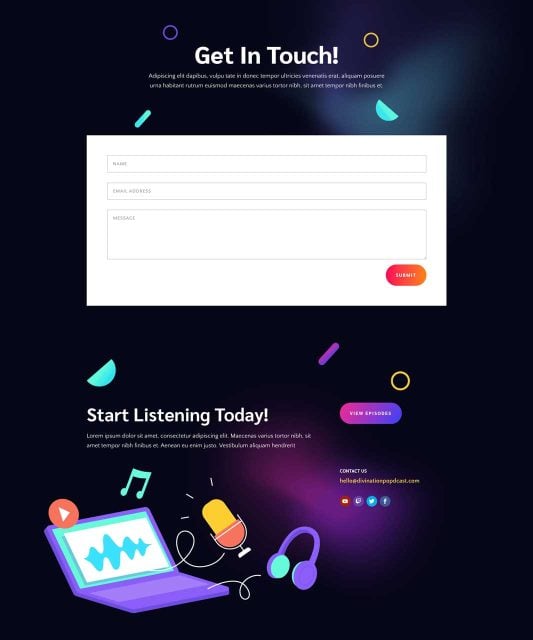 Get In Touch!
Adipiscing elit dapibus, vulpu tate in donec tempor ultricies venenatis erat, aliquam posuere
urna habitant rutrum euismod maecenas varius tortor nibh, sit amet tempor nibh finibus et.
NAME
EMAIL ADDRESS
MESSAGE
SUBMIT
Start Listening Today!
VIEW EPISODES
Lorem ipsum dolor sit amet, consectetur adipiscing elit. Maecenas varius tortor nibh, sit
amet tempor nibh finibus et. Aenean eu enim justo. Vestibulum aliquam hendrerit
CONTACT US
hello@divinationpopdcast.com